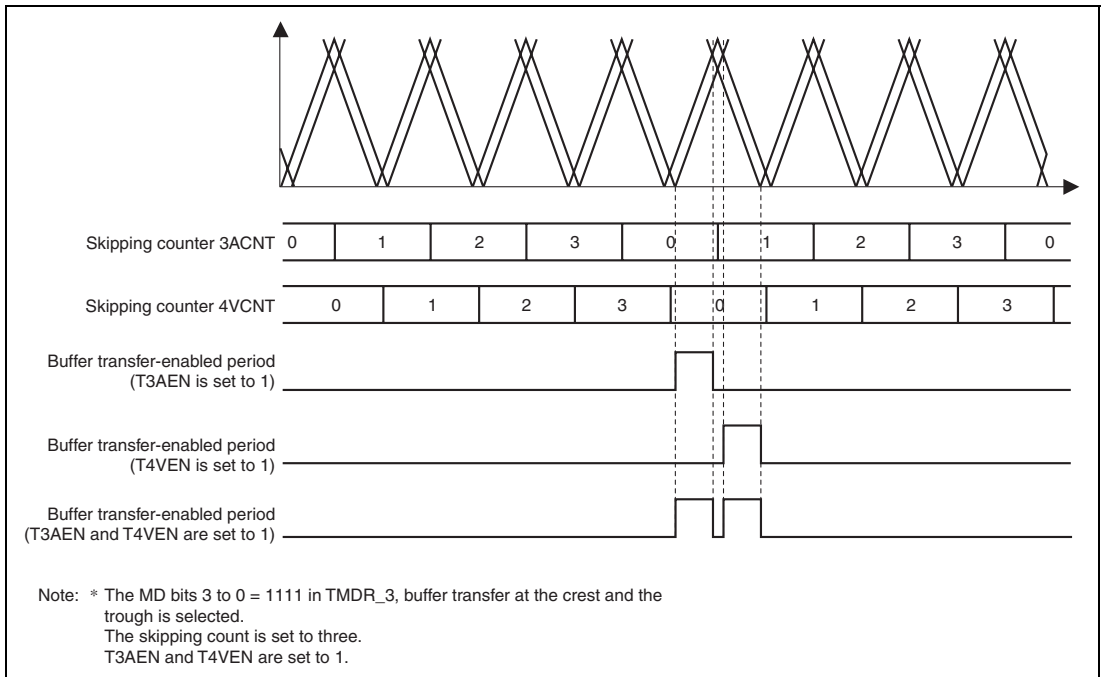 Skipping counter 3ACNT 0 1 2 3 0 1 2 3 0
Skipping counter 4VCNT 0 1 2 3 0 1 2 3
Buffer transfer-enabled period
(T3AEN is set to 1)
Buffer transfer-enabled period
(T4VEN is set to 1)
Buffer transfer-enabled period
(T3AEN and T4VEN are set to 1)
Note: * The MD bits 3 to 0 = 1111 in TMDR_3, buffer transfer at the crest and the
trough is selected.
The skipping count is set to three.
T3AEN and T4VEN are set to 1.